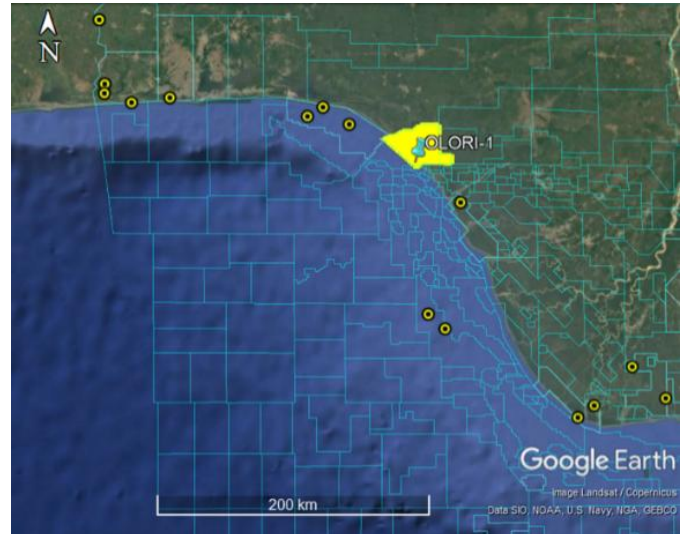 N
OLORI-1
200 km
Google Earth
Image Landsat / Copernicus
Data SIO, NOAA, U.S. Navy, NGA, GEBCO